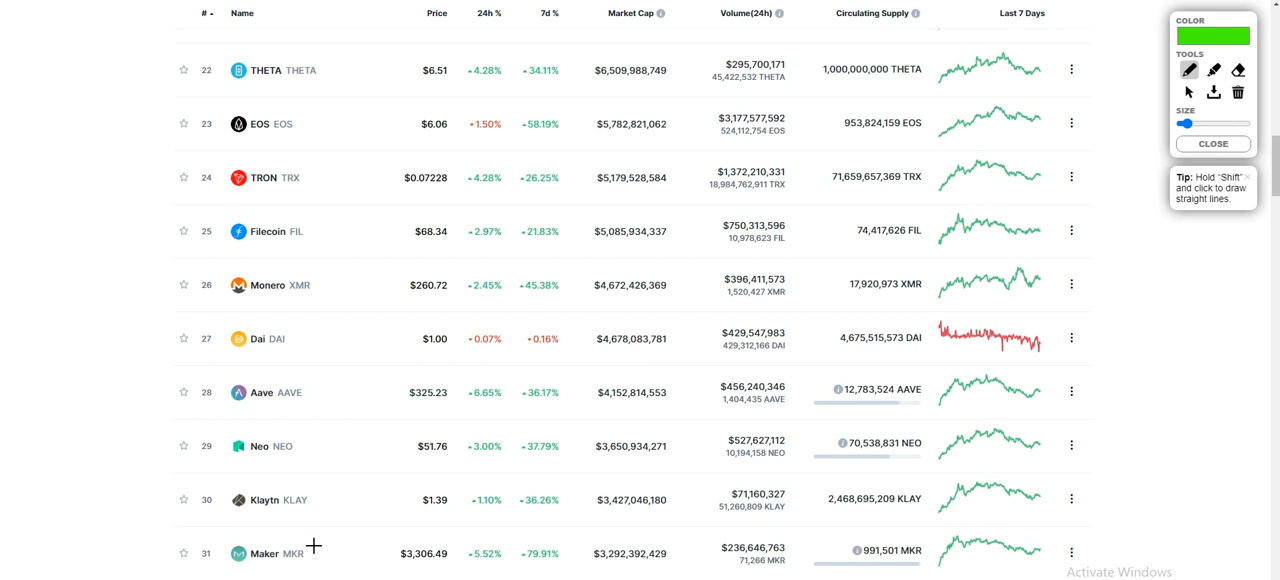 # Name Price 24h % 7d % Market Cap Volume(24h) Circulating Supply Last 7 Days
22 THETA THETA $6.51 4.28% 34.11% $6,509,988,749 $295,700,171 1,000,000,000 THETA
45,422,532 THETA
23 EOS EOS $6.06 1.50% 58.19% $5,782,821,062 $3,177,577,592 953,824,159 EOS
524,112,754 EOS
24 TRON TRX $0.07228 4.28% 26.25% $5,179,528,584 $1,372,210,331 71,659,657,369 TRX
18,984,762,911 TRX
25 Filecoin FIL $68.34 2.97% 21.83% $5,085,934,337 $750,313,596 74,417,626 FIL
10,978,623 FIL
26 Monero XMR $260.72 2.45% 45.38% $4,672,426,369 $396,411,573 17,920,973 XMR
1,520,427 XMR
27 Dai DAI $1.00 0.07% 0.16% $4,678,083,781 $429,547,983 4,675,515,573 DAI
429,312,166 DAI
28 Aave AAVE $325.23 6.65% 36.17% $4,152,814,553 $456,240,346 12,783,524 AAVE
1,404,435 AAVE
29 Neo NEO $51.76 3.00% 37.79% $3,650,934,271 $527,627,112 70,538,831 NEO
10,194,158 NEO
30 Klaytn KLAY $1.39 1.10% 36.26% $3,427,046,180 $71,160,327 2,468,695,209 KLAY
51,260,809 KLAY
31 Maker MKR $3,306.49 5.52% 79.91% $3,292,392,429 $236,646,763 991,501 MKR
71,266 MKR
COLOR
TOOLS
SIZE
CLOSE
Tip: Hold "Shift"
and click to draw
straight lines.
Activate Windows